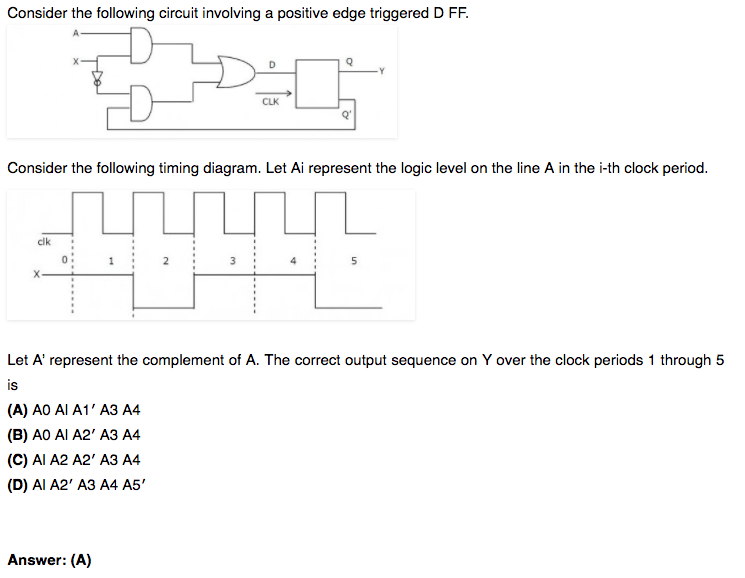 Consider the following circuit involving a positive edge triggered D FF.
A
X
D
Q
Y
CLK
Q'
Consider the following timing diagram. Let Ai represent the logic level on the line A in the i-th clock period.
clk
0 1 2 3 4 5
X
Let A' represent the complement of A. The correct output sequence on Y over the clock periods 1 through 5
is
(A) A0 Al A1′ A3 A4
(B) A0 Al A2′ A3 A4
(C) Al A2 A2′ A3 A4
(D) Al A2′ A3 A4 A5′
Answer: (A)